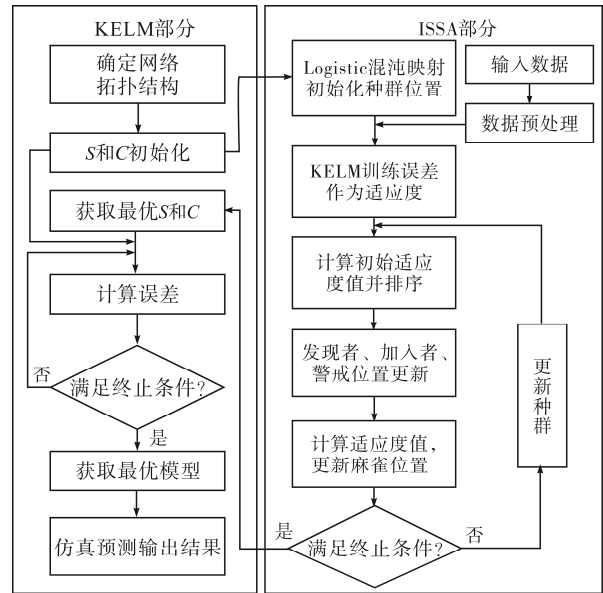 KELM部分
确定网络
拓扑结构
S和C初始化
获取最优S和C
计算误差
满足终止条件?
否
是
获取最优模型
仿真预测输出结果
ISSA部分
Logistic混沌映射
初始化种群位置
输入数据
数据预处理
KELM训练误差
作为适应度
计算初始适应
度值并排序
发现者、加入者、
警戒位置更新
计算适应度值，
更新麻雀位置
满足终止条件?
是
否
更
新
种
群